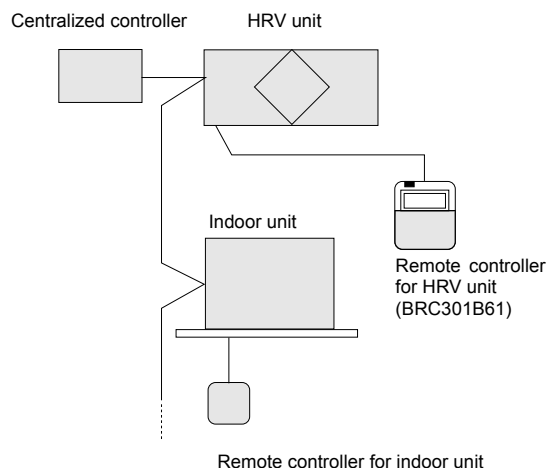 Centralized controller
HRV unit
Indoor unit
Remote controller
for HRV unit
(BRC301B61)
Remote controller for indoor unit